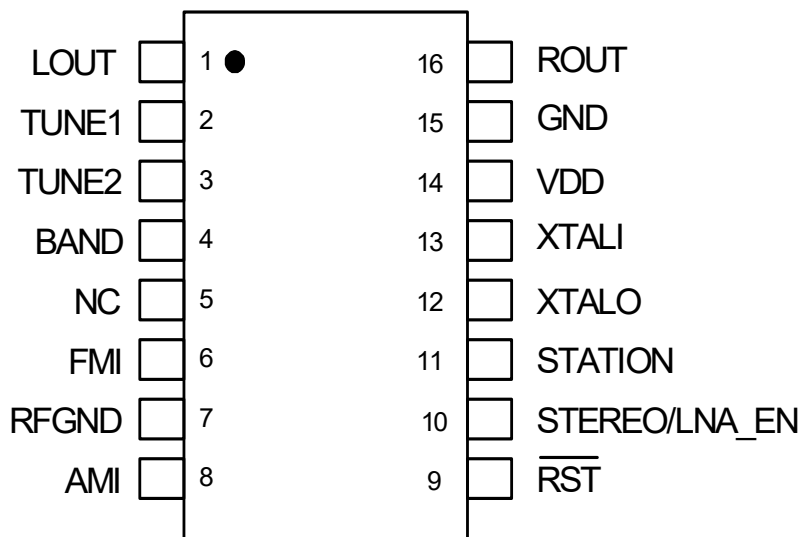 LOUT 1 16 ROUT
TUNE1 2 15 GND
TUNE2 3 14 VDD
BAND 4 13 XTALI
NC 5 12 XTALO
FMI 6 11 STATION
RFGND 7 10 STEREO/LNA_EN
AMI 8 9 RST